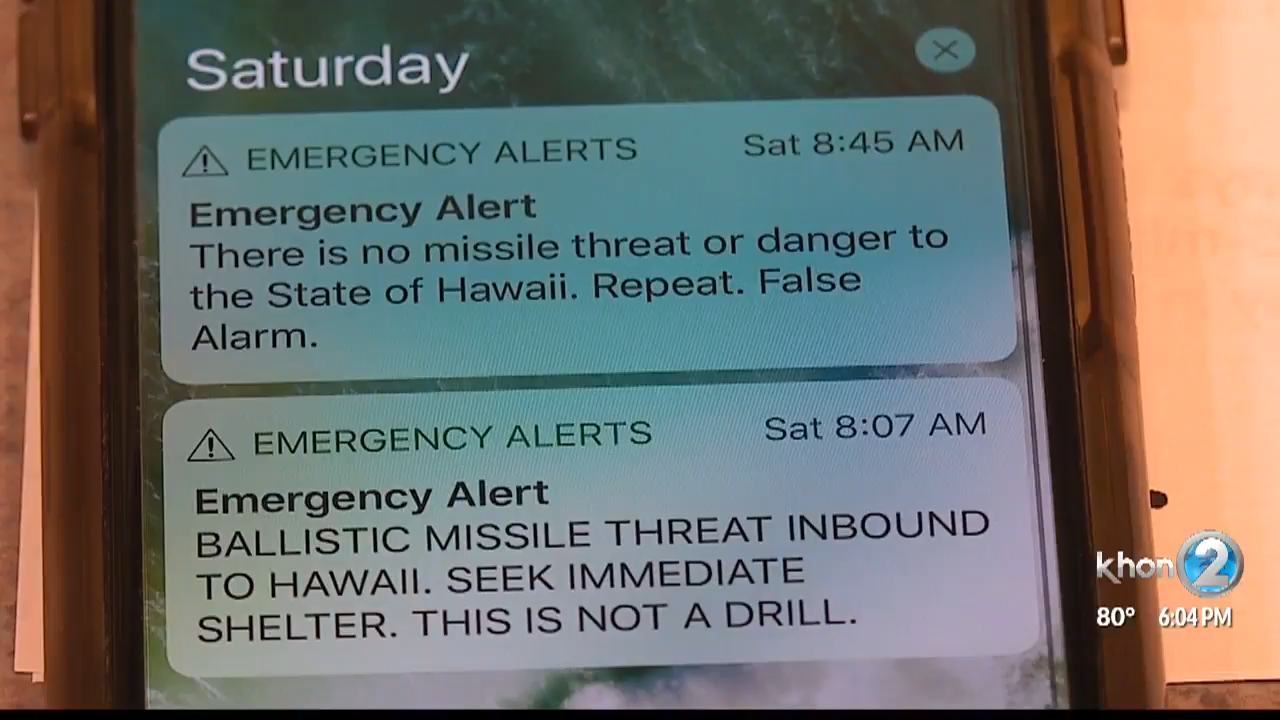 Saturday
EMERGENCY ALERTS Sat 8:45 AM
Emergency Alert
There is no missile threat or danger to
the State of Hawaii. Repeat. False
Alarm.
EMERGENCY ALERTS Sat 8:07 AM
Emergency Alert
BALLISTIC MISSILE THREAT INBOUND
TO HAWAII. SEEK IMMEDIATE
SHELTER. THIS IS NOT A DRILL.
khon 2
80° 6:04 PM